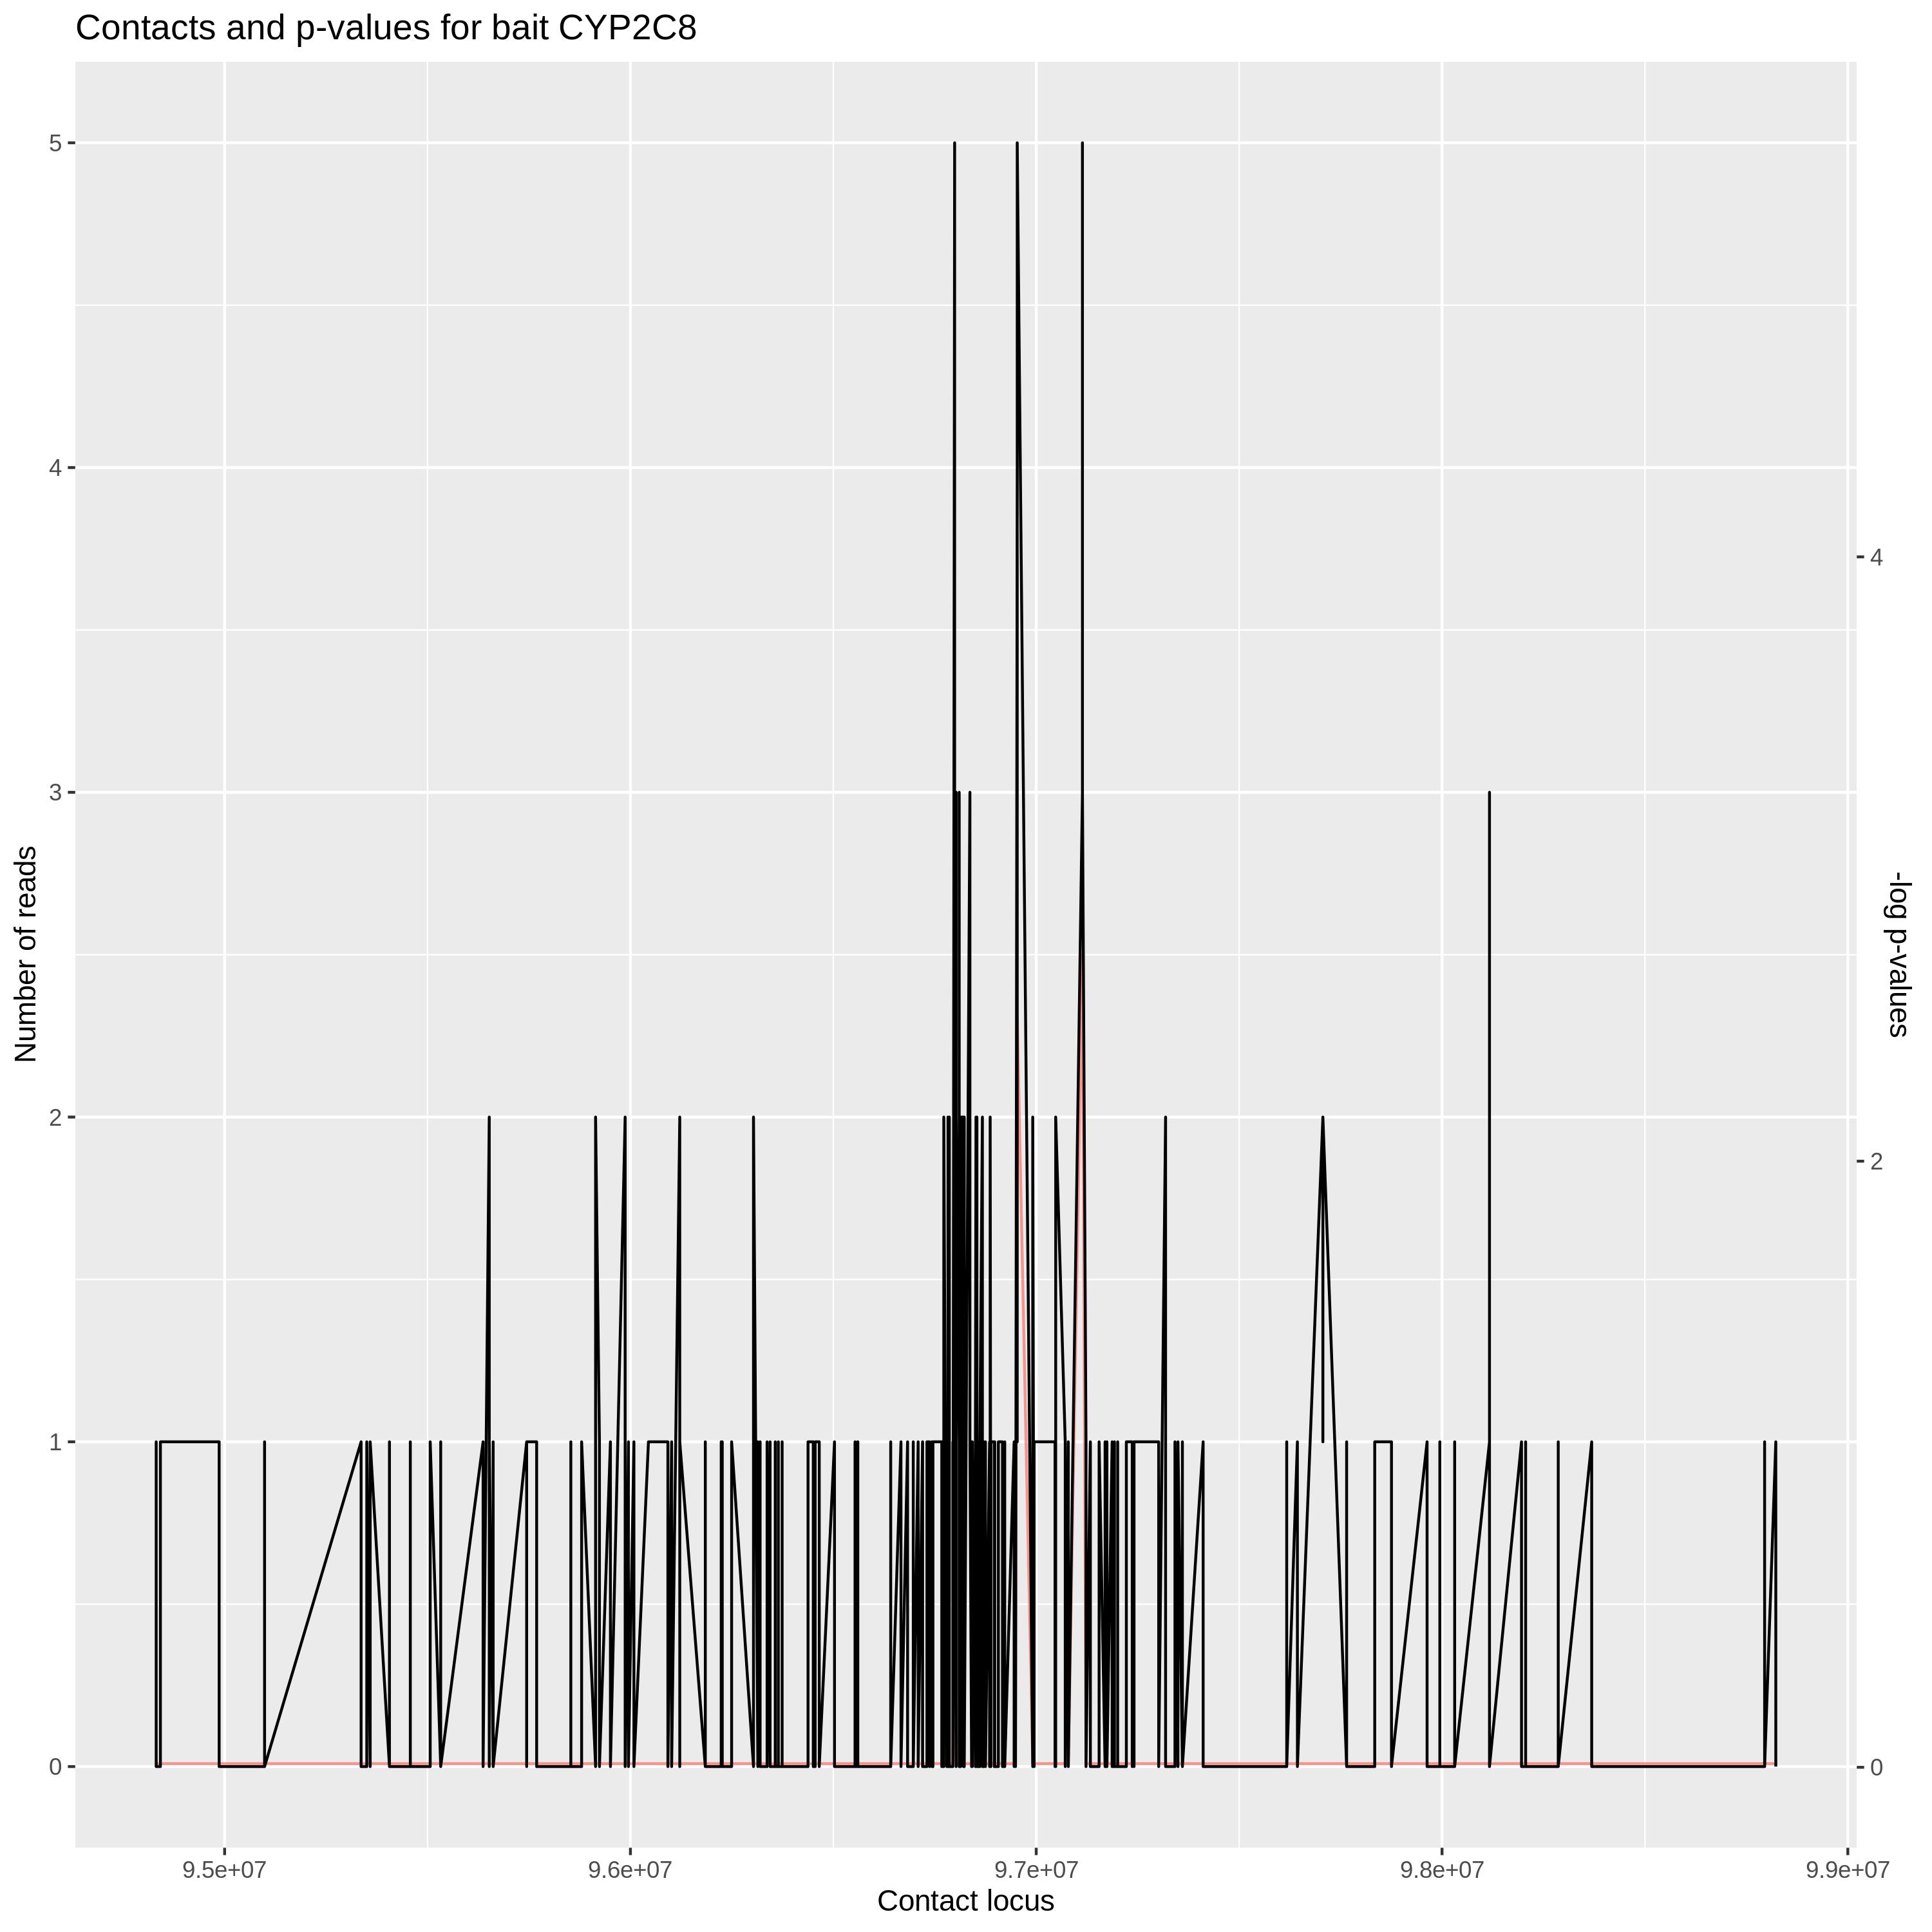 Contacts and p-values for bait CYP2C8
5
4
3
2
1
0
Number of reads
4
2
0
-log p-values
9.5e+07 9.6e+07 9.7e+07 9.8e+07 9.9e+07
Contact locus